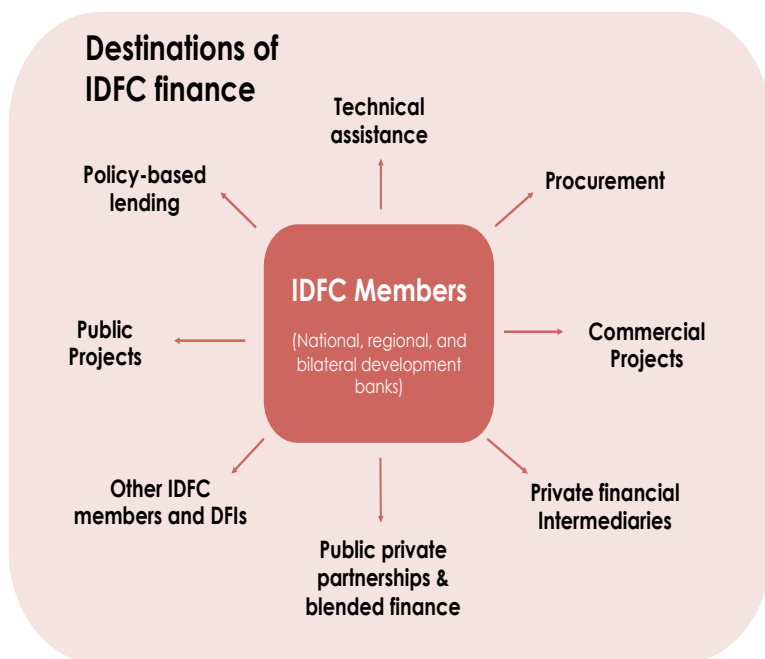 Destinations of
IDFC finance
Technical
assistance
Policy-based
lending
Procurement
IDFC Members
(National, regional, and
bilateral development
banks)
Public
Projects
Commercial
Projects
Other IDFC
members and DFIs
Private financial
Intermediaries
Public private
partnerships &
blended finance